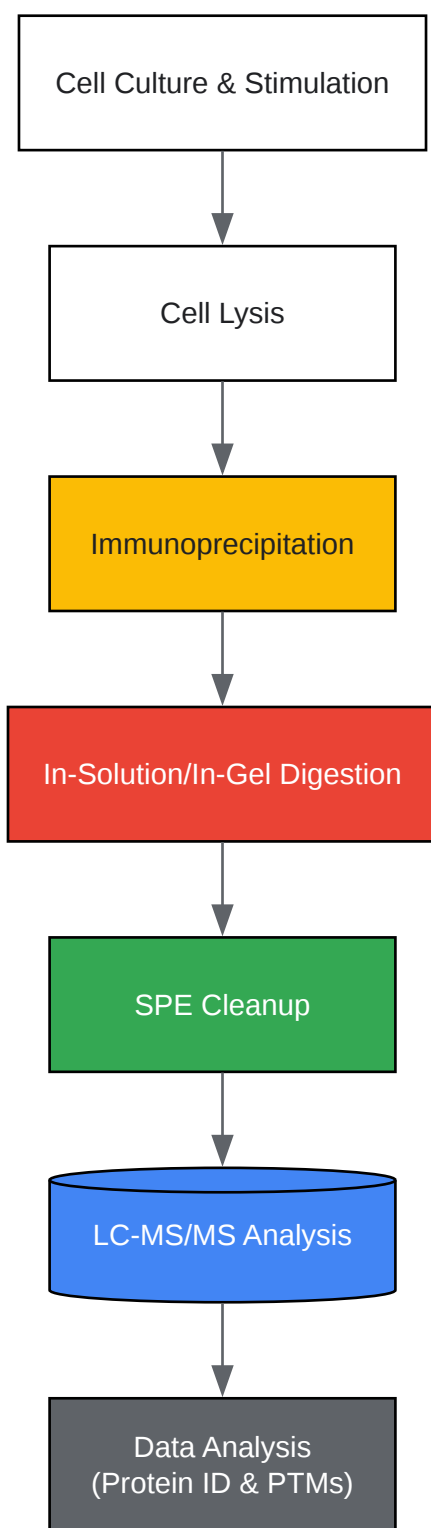 Cell Culture & Stimulation
Cell Lysis
Immunoprecipitation
In-Solution/In-Gel Digestion
SPE Cleanup
LC-MS/MS Analysis
Data Analysis
(Protein ID & PTMs)